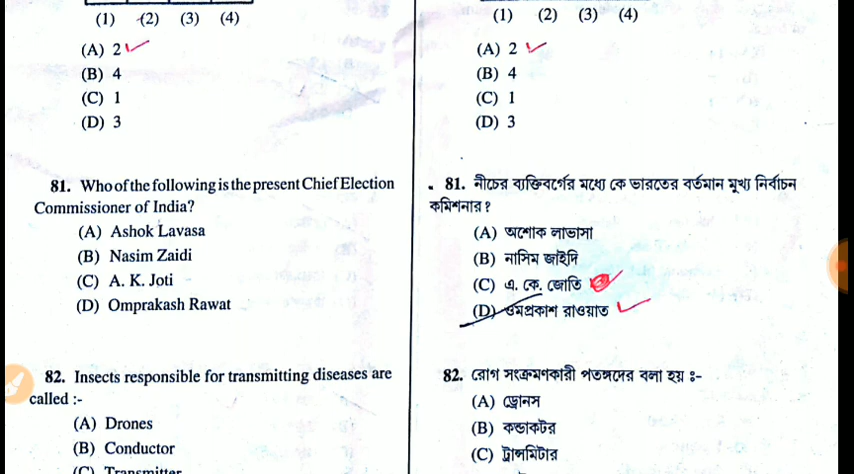 (1) (2) (3) (4)
(A) 2
(B) 4
(C) 1
(D) 3
81. Who of the following is the present Chief Election
Commissioner of India?
(A) Ashok Lavasa
(B) Nasim Zaidi
(C) A. K. Joti
(D) Omprakash Rawat
82. Insects responsible for transmitting diseases are
called :-
(A) Drones
(B) Conductor
(C) Transmitter
(1) (2) (3) (4)
(A) 2
(B) 4
(C) 1
(D) 3
81. নীচের ব্যক্তিবর্গের মধ্যে কে ভারতের বর্তমান মুখ্য নির্বাচন
কমিশনার ?
(A) অশোক লাভাসা
(B) নাসিম জাইদি
(C) এ. কে. জোতি
(D) ওমপ্রকাশ রাওয়াত
82. রোগ সংক্রমণকারী পতঙ্গদের বলা হয় ঃ-
(A) ড্রোনস
(B) কন্ডাকটর
(C) ট্রান্সমিটার